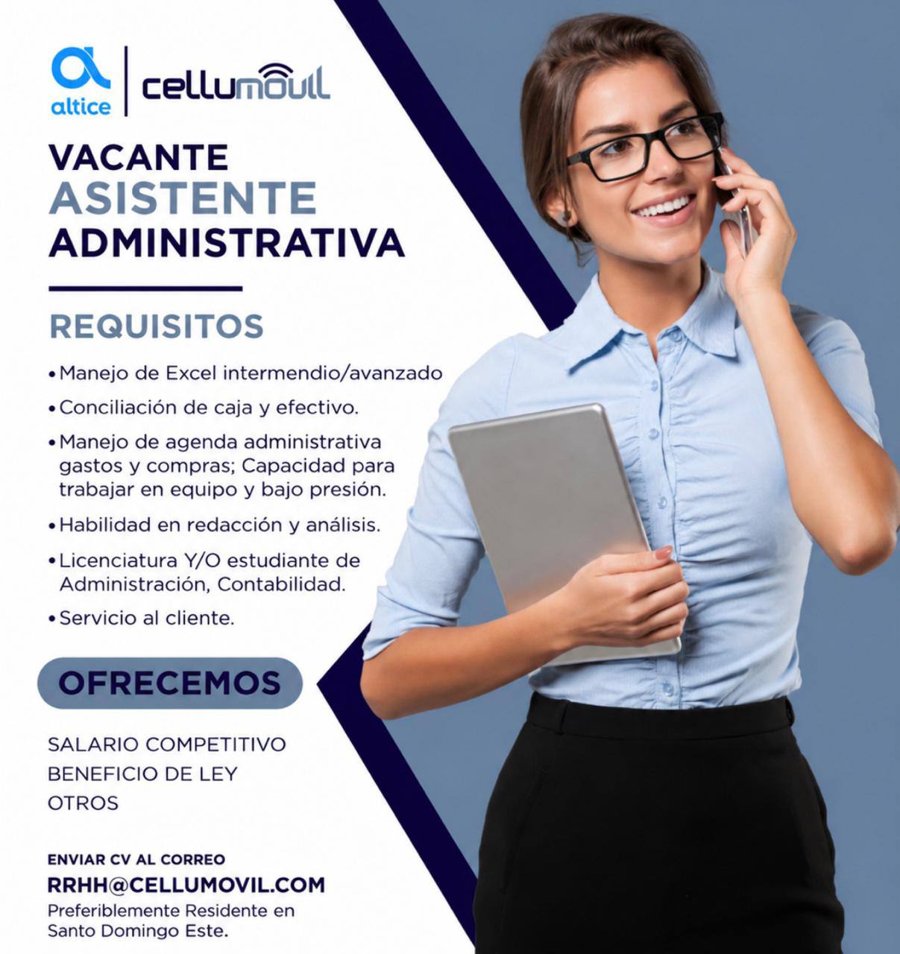 altice
cellumovil
VACANTE
ASISTENTE
ADMINISTRATIVA
REQUISITOS
• Manejo de Excel intermendio/avanzado
• Conciliación de caja y efectivo.
• Manejo de agenda administrativa
gastos y compras; Capacidad para
trabajar en equipo y bajo presión.
• Habilidad en redacción y análisis.
• Licenciatura Y/O estudiante de
Administración, Contabilidad.
• Servicio al cliente.
OFRECEMOS
SALARIO COMPETITIVO
BENEFICIO DE LEY
OTROS
ENVIAR CV AL CORREO
RRHH@CELLUMOVIL.COM
Preferiblemente Residente en
Santo Domingo Este.